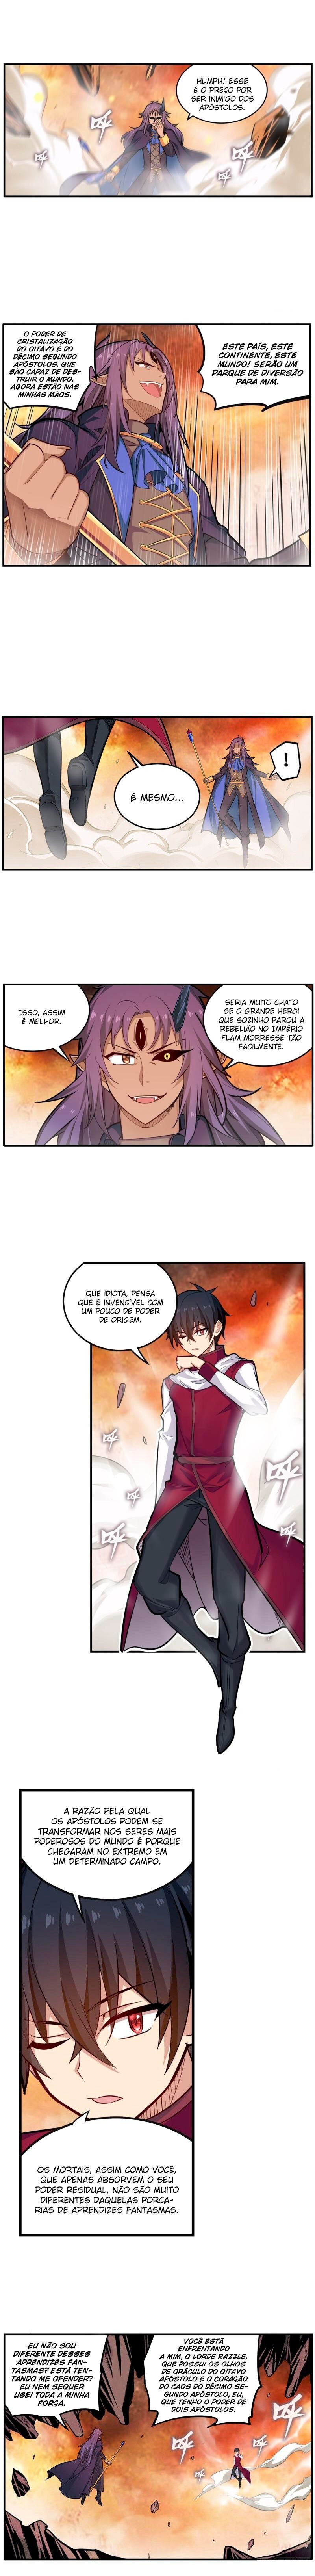 HUMPH! ESSE
É O PREÇO POR
SER INIMIGO DOS
APÓSTOLOS.
O PODER DE
CRISTALIZAÇÃO
DO OITAVO E DO
DÉCIMO SEGUNDO
APÓSTOLOS, QUE
SÃO CAPAZ DE DES-
TRUIR O MUNDO,
AGORA ESTÃO NAS
MINHAS MÃOS.
ESTE PAÍS, ESTE
CONTINENTE, ESTE
MUNDO! SERÃO UM
PARQUE DE DIVERSÃO
PARA MIM.
É MESMO...
!
ISSO, ASSIM
É MELHOR.
SERIA MUITO CHATO
SE O GRANDE HERÓI
QUE SOZINHO PAROU A
REBELIÃO NO IMPÉRIO
FLAM MORRESSE TÃO
FACILMENTE.
QUE IDIOTA, PENSA
QUE É INVENCÍVEL COM
UM POUCO DE PODER
DE ORIGEM.
A RAZÃO PELA QUAL
OS APÓSTOLOS PODEM SE
TRANSFORMAR NOS SERES MAIS
PODEROSOS DO MUNDO É PORQUE
CHEGARAM NO EXTREMO EM
UM DETERMINADO CAMPO.
OS MORTAIS, ASSIM COMO VOCÊ,
QUE APENAS ABSORVEM O SEU
PODER RESIDUAL, NÃO SÃO MUITO
DIFERENTES DAQUELAS PORCA-
RIAS DE APRENDIZES FANTASMAS.
EU NÃO SOU
DIFERENTE DESSES
APRENDIZES FAN-
TASMAS? ESTÁ TEN-
TANDO ME OFENDER?
EU NEM SEQUER
USEI TODA A MINHA
FORÇA.
VOCÊ ESTÁ
ENFRENTANDO
A MIM, O LORDE RAZZLE,
QUE POSSUI OS OLHOS
DE ORÁCULO DO OITAVO
APÓSTOLO E O CORAÇÃO
DO CAOS DO DÉCIMO SE-
GUNDO APÓSTOLO, EU,
QUE TENHO O PODER DE
DOIS APÓSTOLOS.